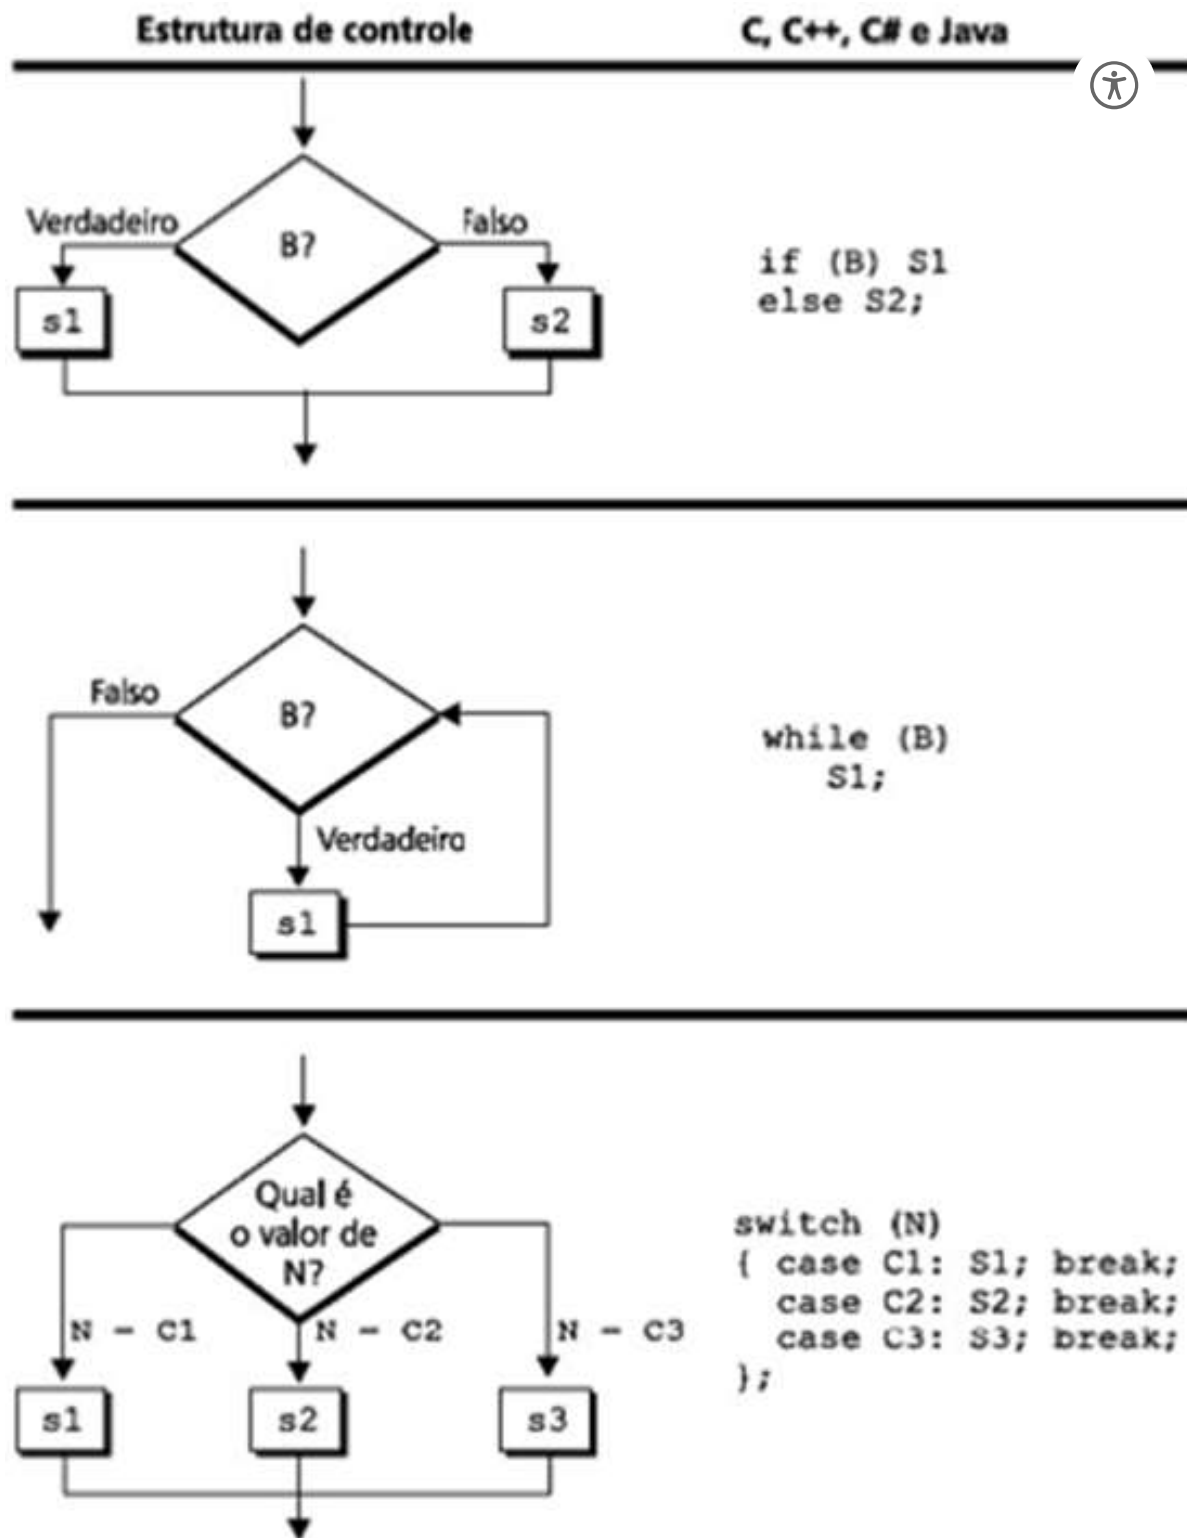 Estrutura de controle
C, C++, C# e Java
Verdadeiro
B?
Falso
s1
s2
if (B) S1
else S2;
Falso
B?
Verdadeiro
s1
while (B)
S1;
Qual é
o valor de
N?
N — C1
N — C2
N — C3
s1
s2
s3
switch (N)
{ case C1: S1; break;
case C2: S2; break;
case C3: S3; break;
};